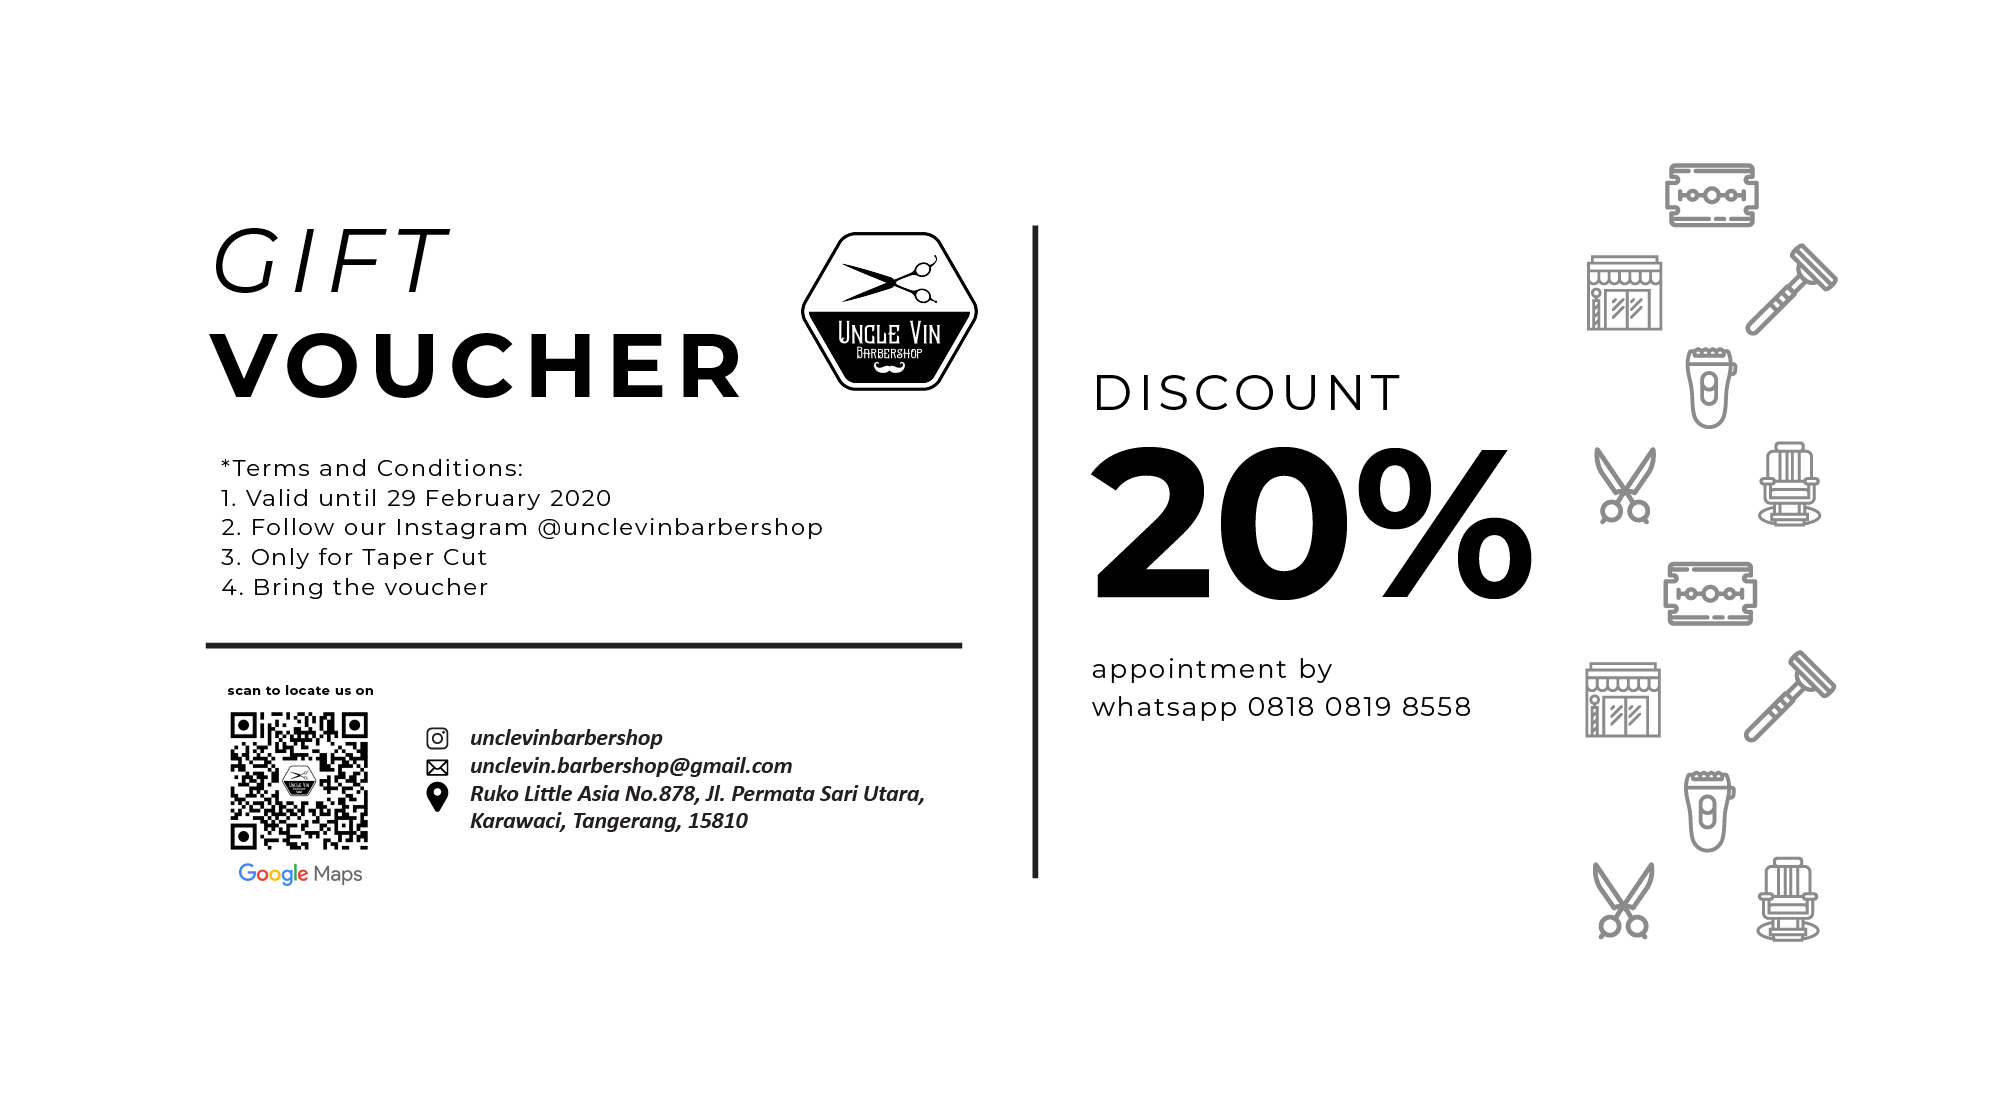 GIFT
VOUCHER
UNCLE VIN
BARBERSHOP
*Terms and Conditions:
1. Valid until 29 February 2020
2. Follow our Instagram @unclevinbarbershop
3. Only for Taper Cut
4. Bring the voucher
scan to locate us on
UNCLE VIN
Google Maps
unclevinbarbershop
unclevin.barbershop@gmail.com
Ruko Little Asia No.878, Jl. Permata Sari Utara,
Karawaci, Tangerang, 15810
DISCOUNT
20%
appointment by
whatsapp 0818 0819 8558